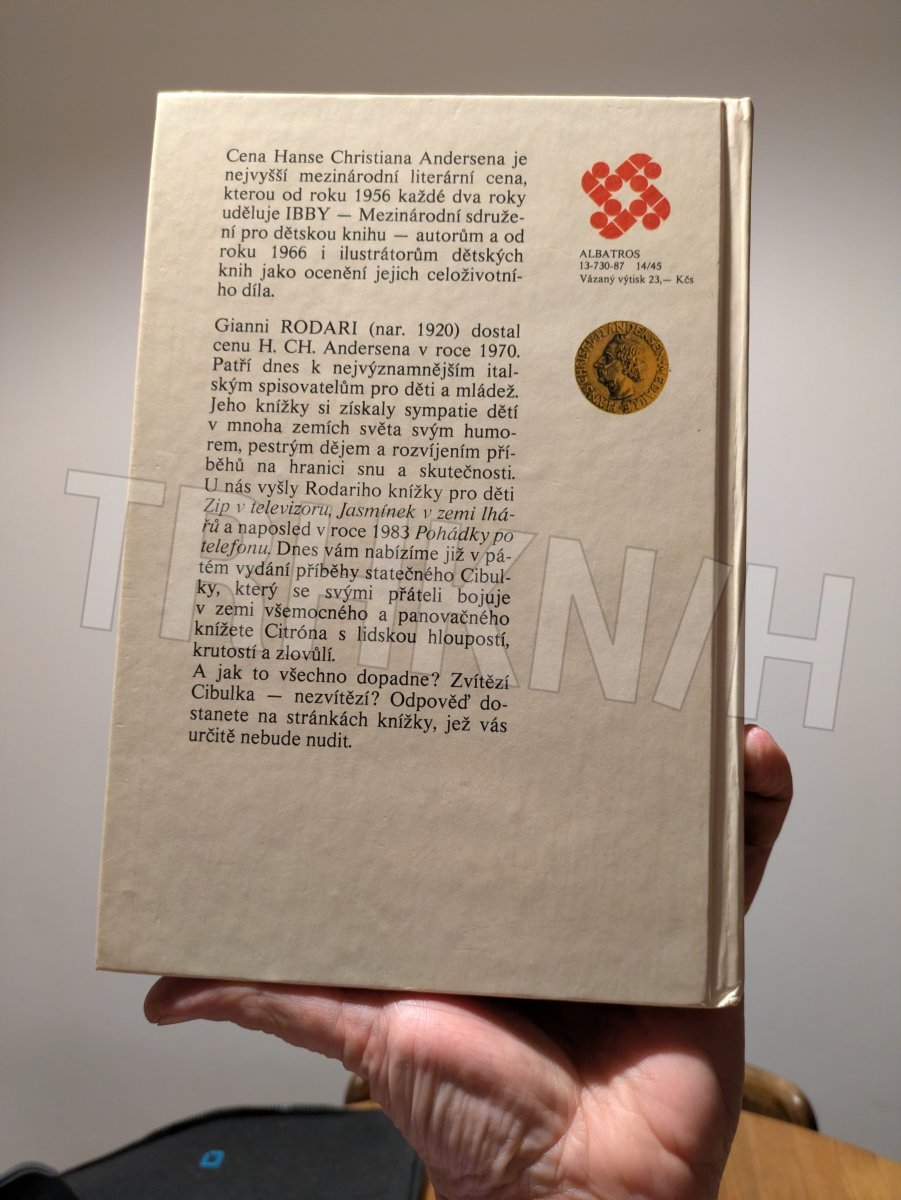 Cena Hanse Christiana Andersena je
nejvyšší mezinárodní literární cena,
kterou od roku 1956 každé dva roky
uděluje IBBY — Mezinárodní sdruže-
ní pro dětskou knihu — autorům a od
roku 1966 i ilustrátorům dětských
knih jako ocenění jejich celoživotní-
ho díla.
Gianni RODARI (nar. 1920) dostal
cenu H. CH. Andersena v roce 1970.
Patří dnes k nejvýznamnějším ital-
ským spisovatelům pro děti a mládež.
Jeho knížky si získaly sympatie dětí
v mnoha zemích světa svým humo-
rem, pestrým dějem a rozvíjením pří-
běhů na hranici snu a skutečnosti.
U nás vyšly Rodariho knížky pro děti
Zip v televizoru, Jasmínek v zemi lhá-
řů a naposled v roce 1983 Pohádky po
telefonu. Dnes vám nabízíme již v pá-
tém vydání příběhy statečného Cibul-
ky, který se svými přáteli bojuje
v zemi všemocného a panovačného
knížete Citróna s lidskou hloupostí,
krutostí a zlovůlí.
A jak to všechno dopadne? Zvítězí
Cibulka — nezvítězí? Odpověď do-
stanete na stránkách knížky, jež vás
určitě nebude nudit.
ALBATROS
13-730-87 14/45
Vázaný výtisk 23,— Kčs
HANS CHRISTIAN ANDERSEN MEDAILLE